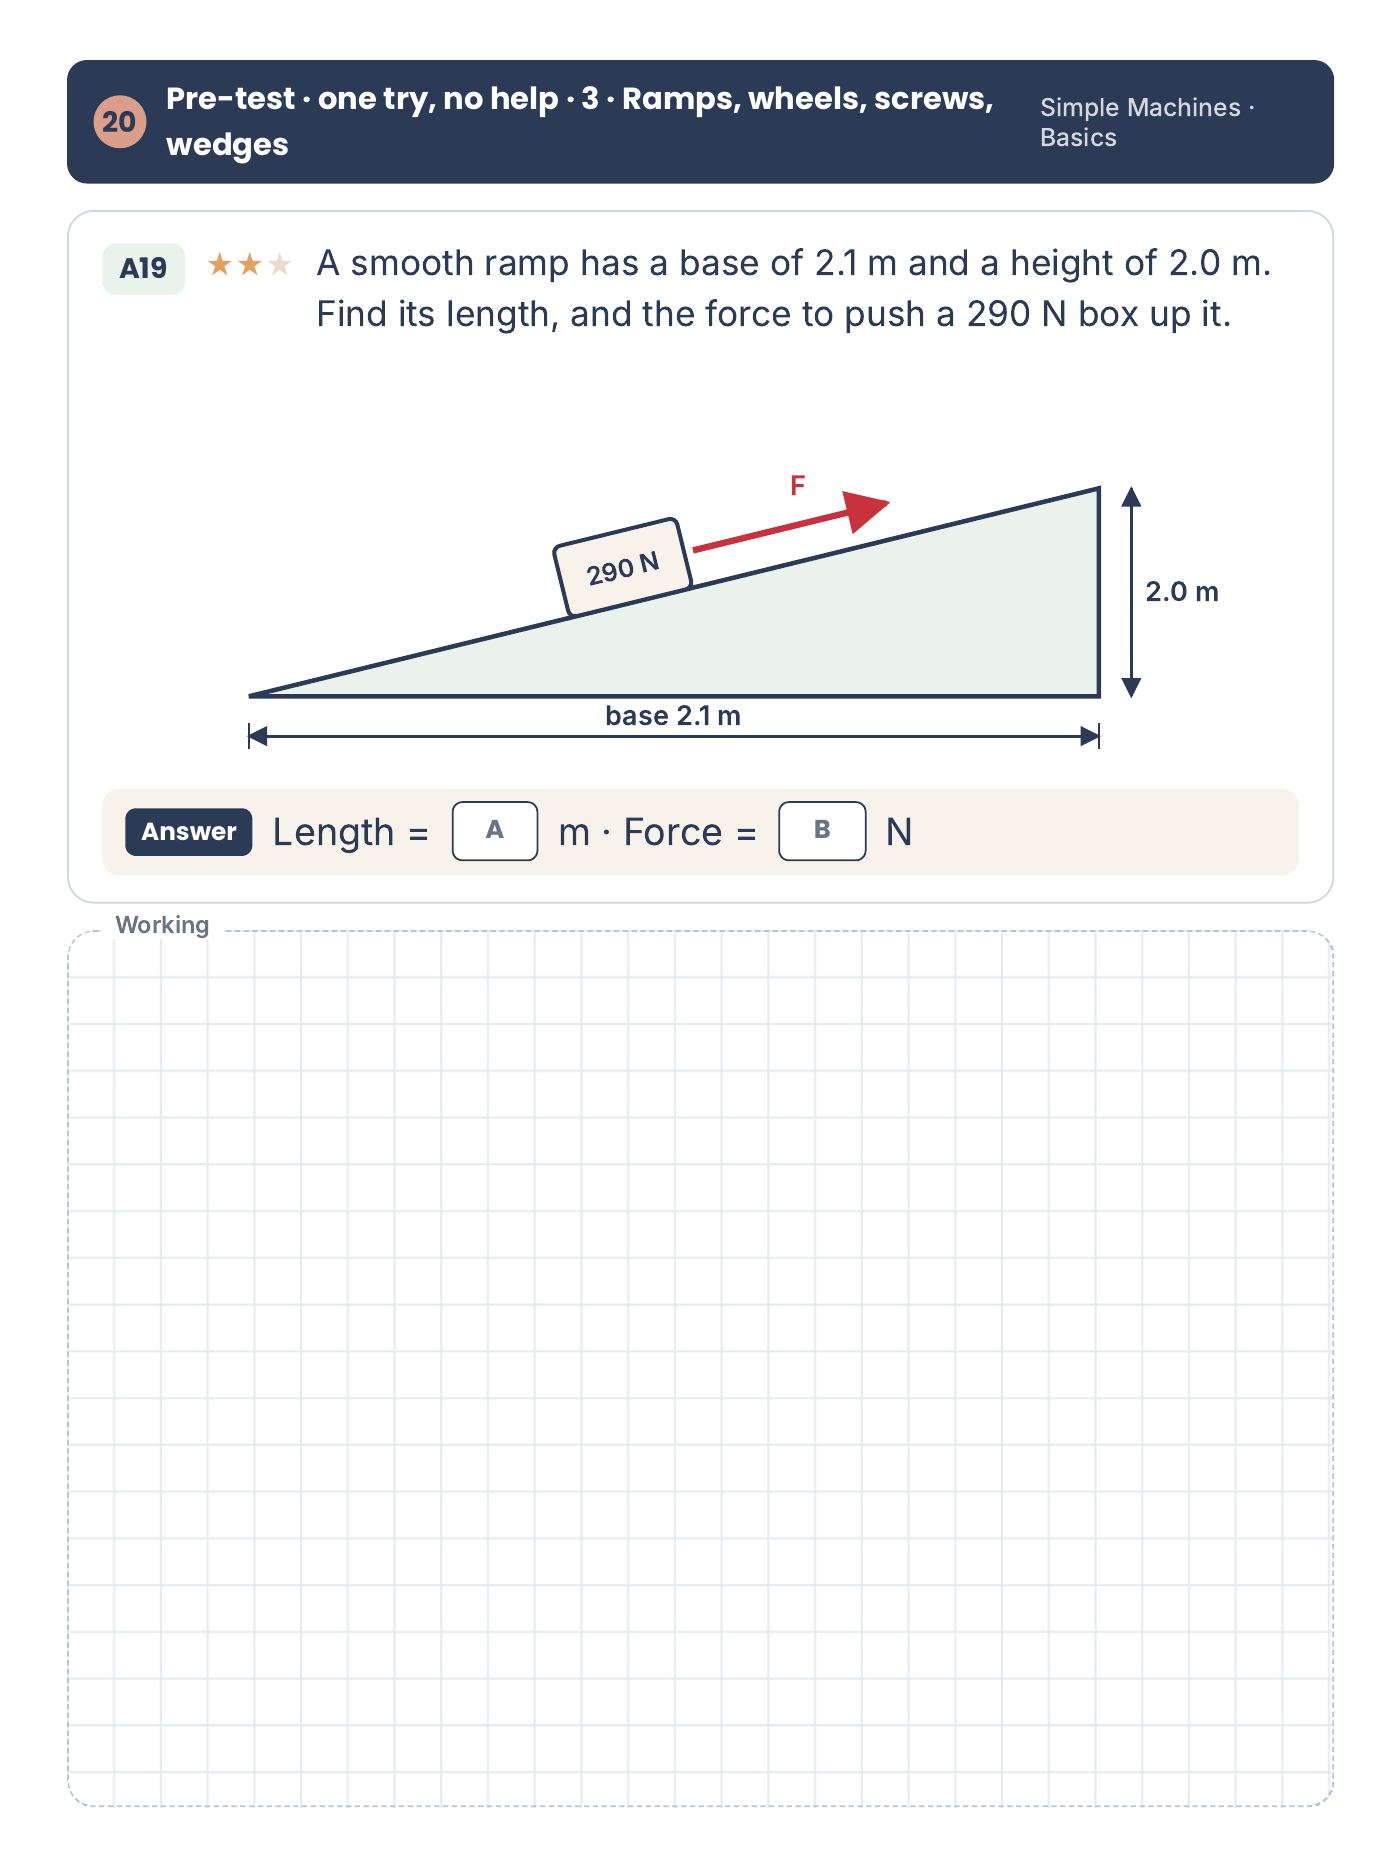 20
Pre-test · one try, no help · 3 · Ramps, wheels, screws,
wedges
Simple Machines ·
Basics
A19 ★★★ A smooth ramp has a base of 2.1 m and a height of 2.0 m.
Find its length, and the force to push a 290 N box up it.
F
290 N
2.0 m
base 2.1 m
Answer Length = A m · Force = B N
Working